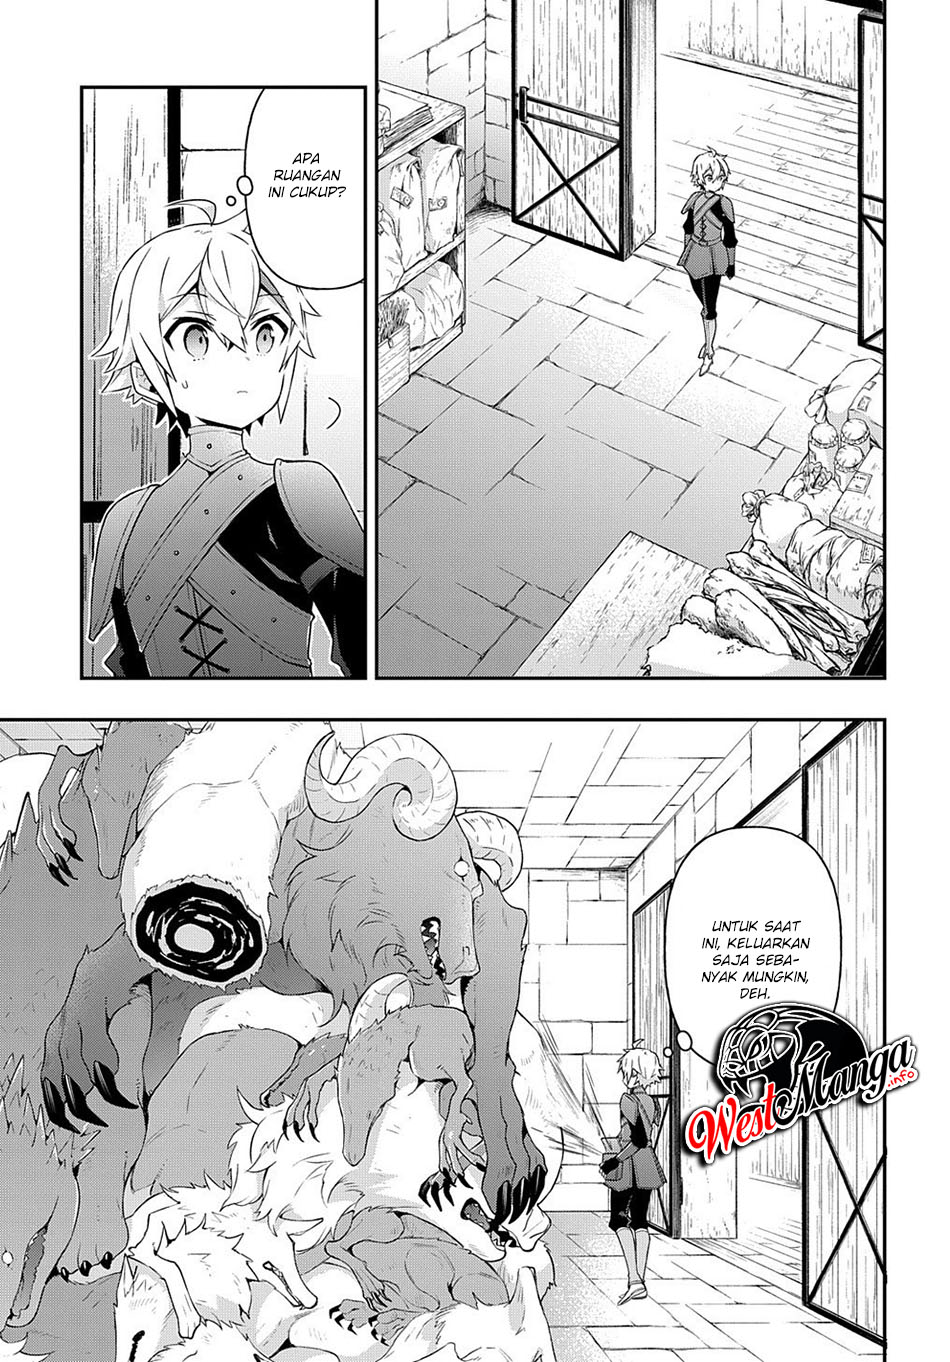 APA
RUANGAN
INI CUKUP?
UNTUK SAAT
INI, KELUARKAN
SAJA SEBA-
NYAK MUNGKIN,
DEH.
WestManga
.info